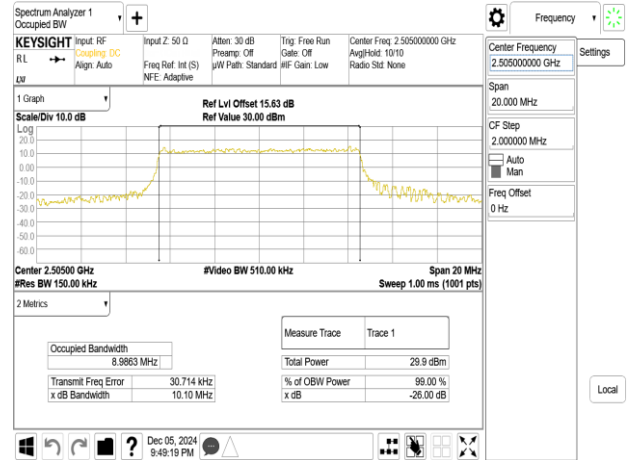 Spectrum Analyzer 1
Occupied BW
Frequency
KEYSIGHT
Input: RF
Input Z: 50 Ω
Atten: 30 dB
Trig: Free Run
Center Freq: 2.505000000 GHz
RL
Coupling: DC
Preamp: Off
Gate: Off
Avg|Hold: 10/10
Align: Auto
Freq Ref: Int (S)
µW Path: Standard
#IF Gain: Low
Radio Std: None
NFE: Adaptive
LXI
Center Frequency
2.505000000 GHz
Settings
Span
20.000 MHz
CF Step
2.000000 MHz
Auto
Man
Freq Offset
0 Hz
Local
1 Graph
Ref Lvl Offset 15.63 dB
Scale/Div 10.0 dB
Ref Value 30.00 dBm
Log
20.0
10.0
0.00
-10.0
-20.0
-30.0
-40.0
-50.0
-60.0
Center 2.50500 GHz
#Video BW 510.00 kHz
Span 20 MHz
#Res BW 150.00 kHz
Sweep 1.00 ms (1001 pts)
2 Metrics
Measure Trace
Trace 1
Occupied Bandwidth
8.9863 MHz
Total Power
29.9 dBm
Transmit Freq Error
30.714 kHz
% of OBW Power
99.00 %
x dB Bandwidth
10.10 MHz
x dB
-26.00 dB
?
Dec 05, 2024
9:49:19 PM